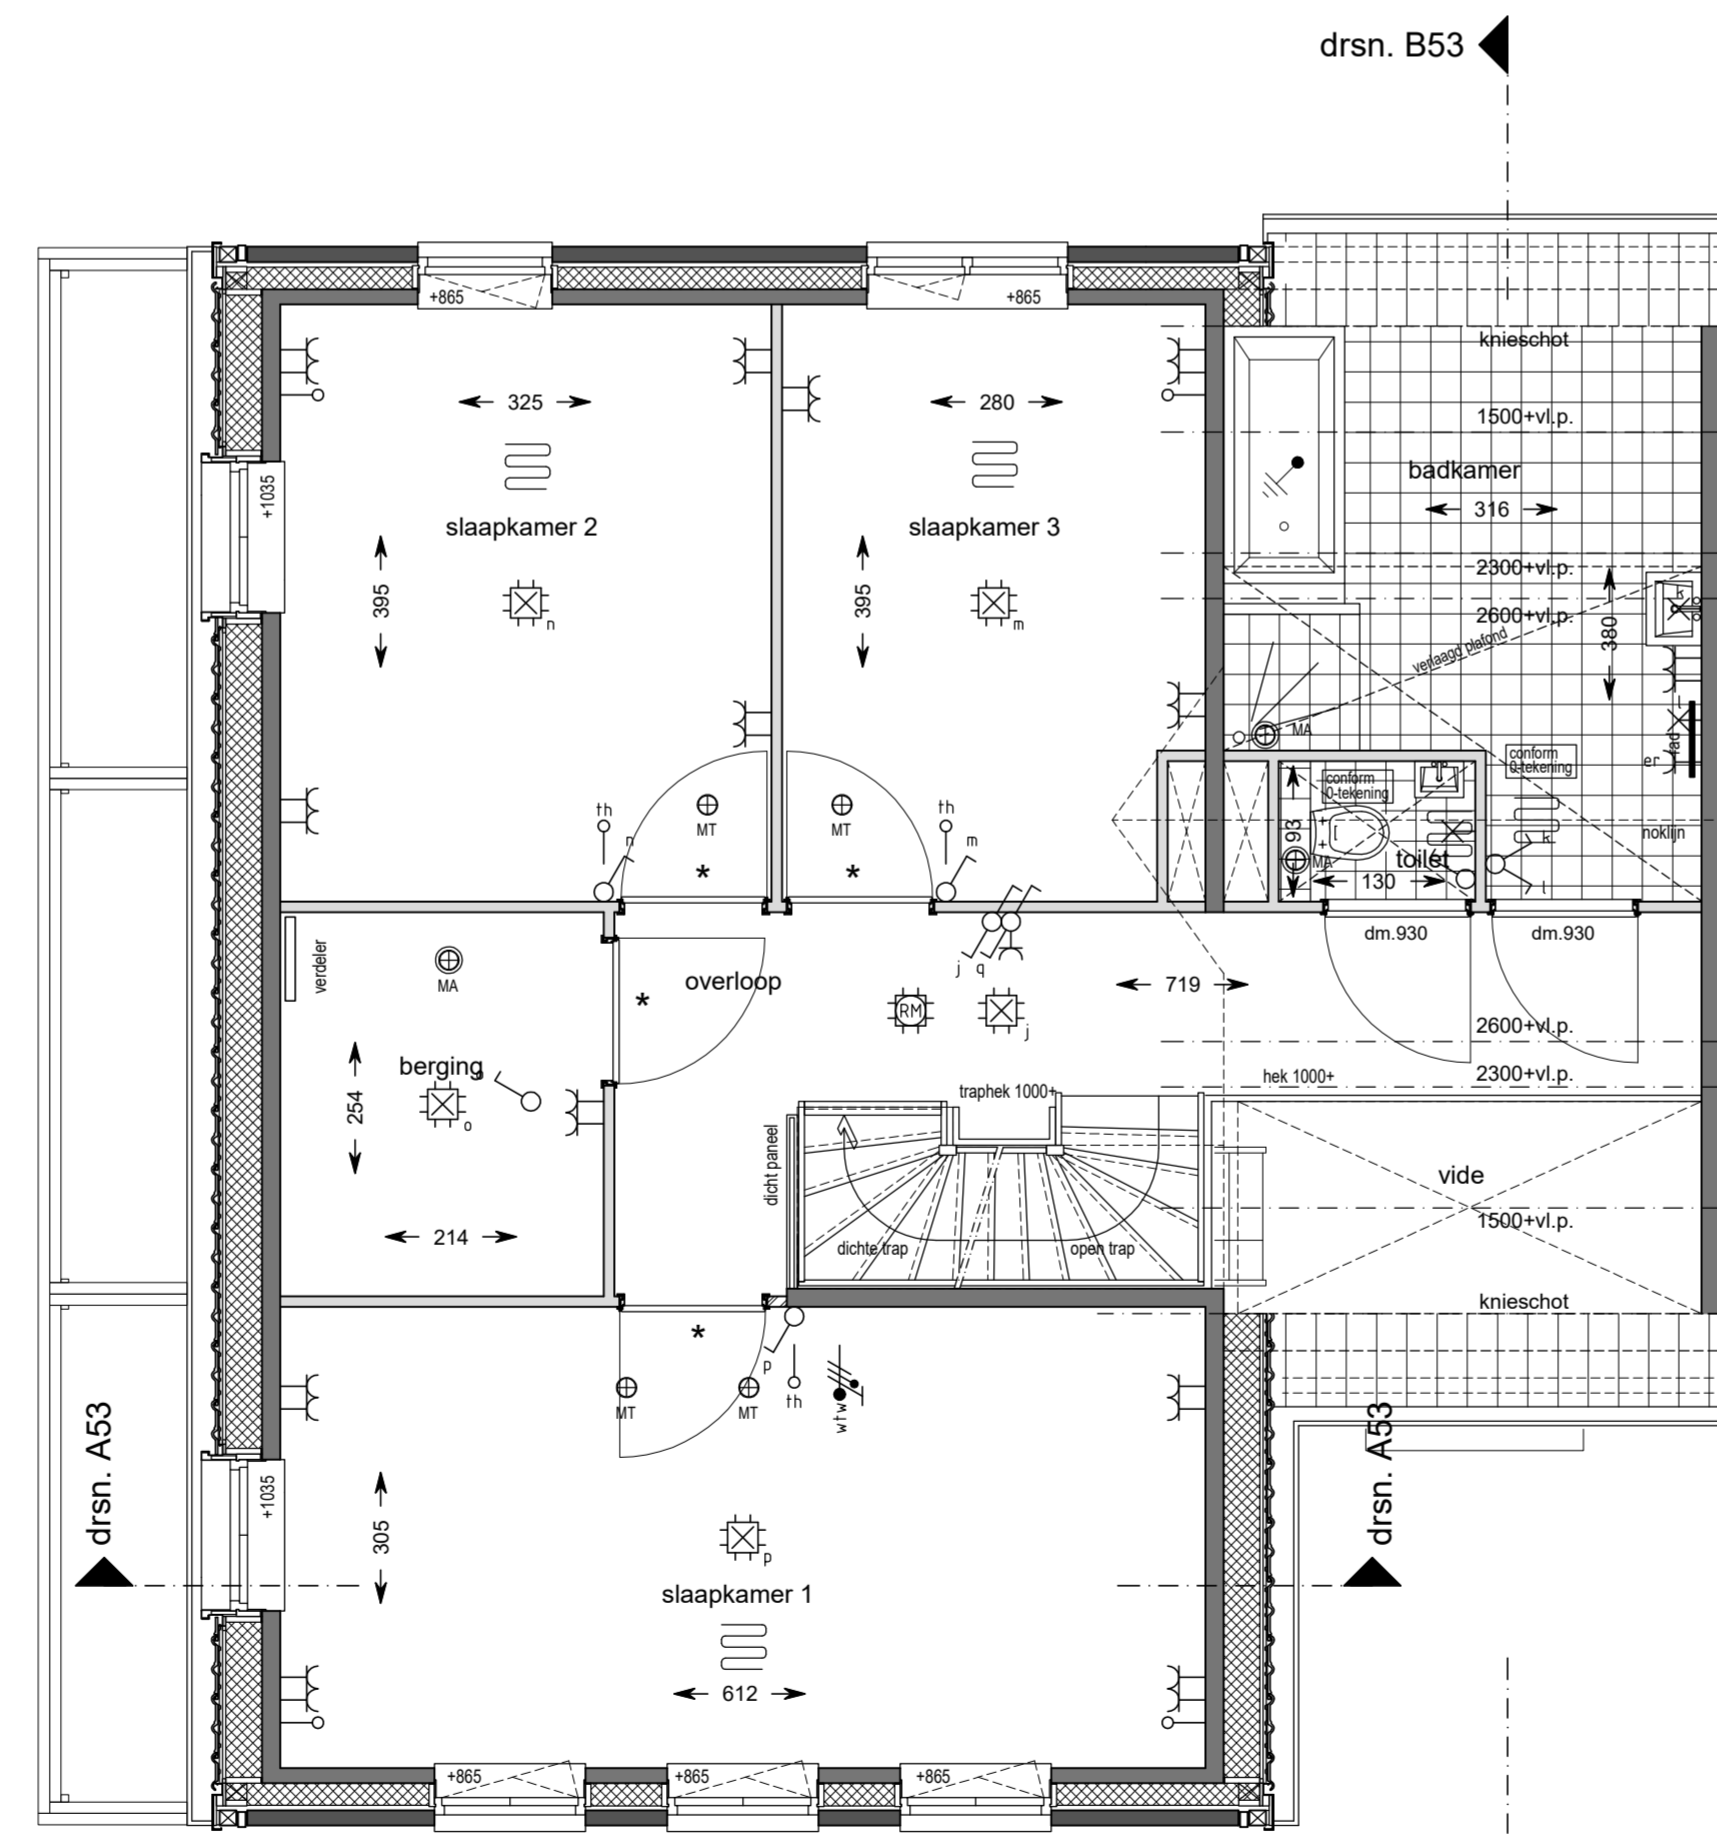 drsn. B53
+865
+865
knieschot
325
280
1500+vl.p.
badkamer
+1035
316
slaapkamer 2
slaapkamer 3
2300+vl.p.
395
395
k
2600+vl.p.
380
n
m
verlaagd plafond
MA
l
rad
er
conform
0-tekening
conform
0-tekening
th
MT
MT
th
n
m
93
noklijn
k
MA
toilet
*
*
130
l
dm.930
dm.930
verdeler
j
q
overloop
719
MA
*
RM
j
2600+vl.p.
berging
o
254
o
traphek 1000+
hek 1000+
2300+vl.p.
dicht paneel
vide
214
dichte trap
open trap
1500+vl.p.
knieschot
*
p
th
MT
MT
wtw
drsn. A53
drsn. A53
+1035
305
p
slaapkamer 1
612
+865
+865
+865